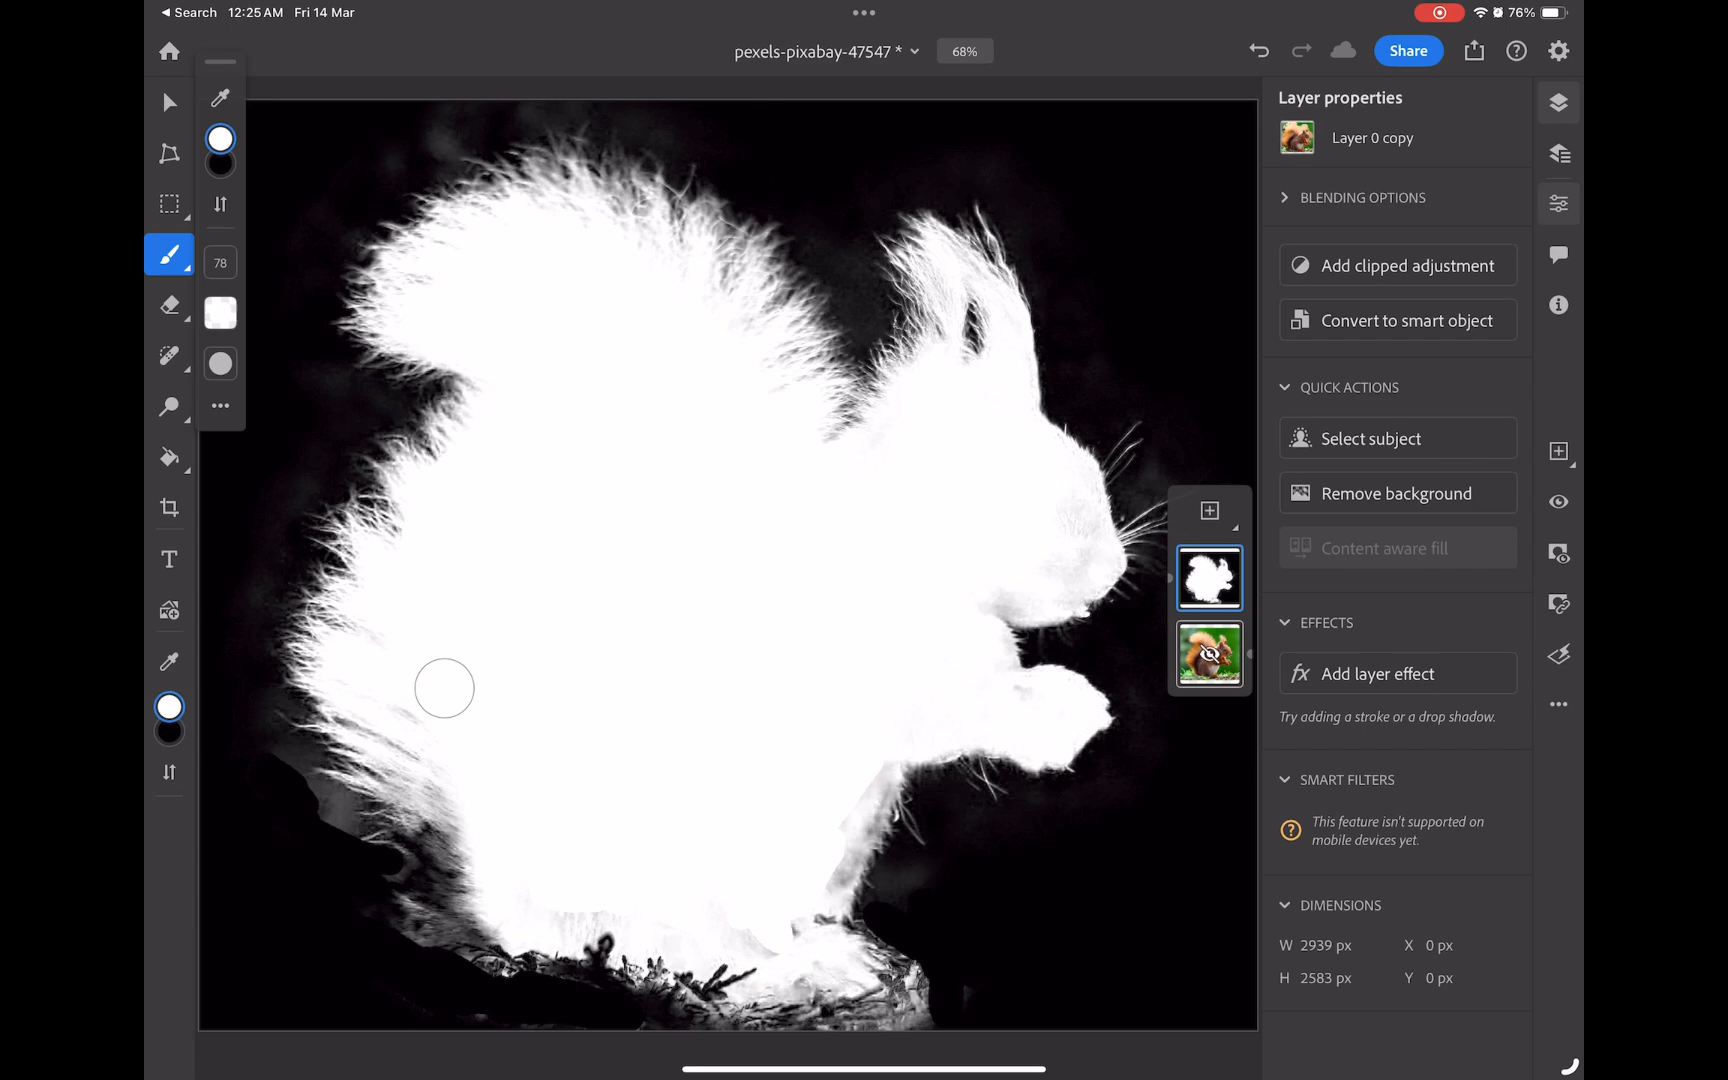 Search 12:25 AM Fri 14 Mar
76%
pexels-pixabay-47547 *
68%
Share
78
T
Layer properties
Layer 0 copy
BLENDING OPTIONS
Add clipped adjustment
Convert to smart object
QUICK ACTIONS
Select subject
Remove background
Content aware fill
EFFECTS
fx Add layer effect
Try adding a stroke or a drop shadow.
SMART FILTERS
This feature isn't supported on
mobile devices yet.
DIMENSIONS
W 2939 px X 0 px
H 2583 px Y 0 px